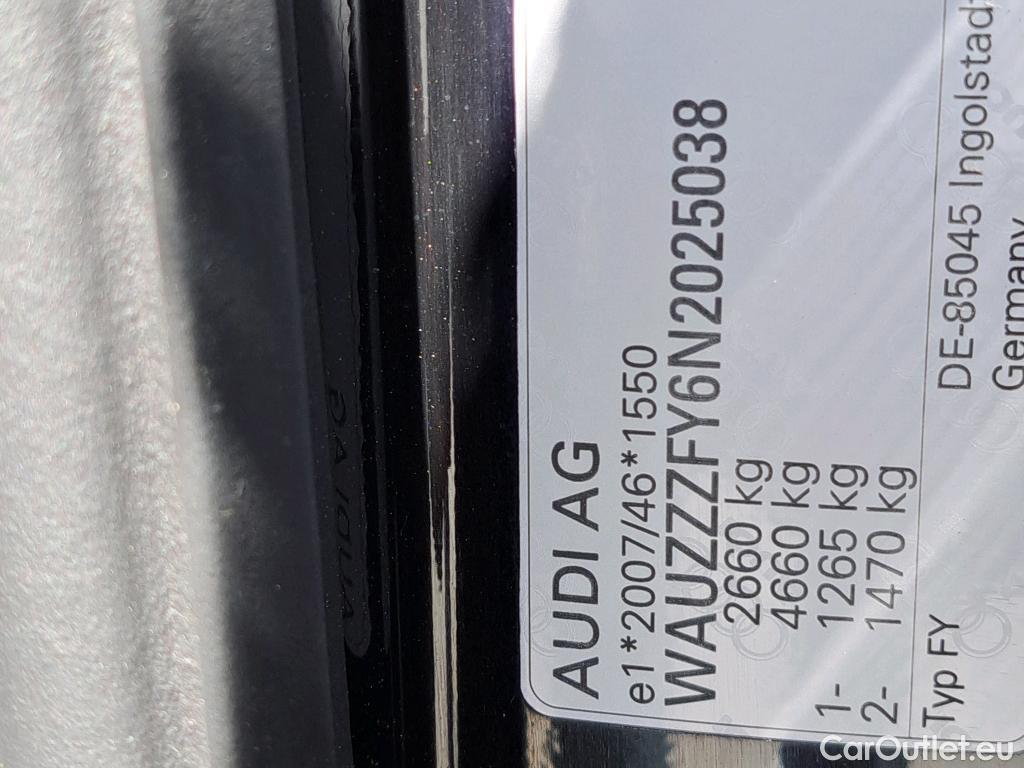 AUDI AG
e1*2007/46*1550
WAUZZZFY6N2025038
2660 kg
4660 kg
1- 1265 kg
2- 1470 kg
Typ FY
DE-85045 Ingolstadt
Germany
CarOutlet.eu